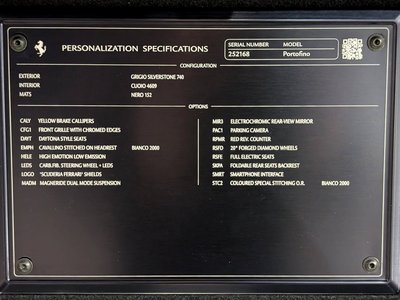 PERSONALIZATION SPECIFICATIONS
SERIAL NUMBER MODEL
252168 Portofino
CONFIGURATION
EXTERIOR GRIGIO SILVERSTONE 740
INTERIOR CUOIO 4609
MATS NERO 152
OPTIONS
CALY YELLOW BRAKE CALLIPERS
CFG1 FRONT GRILLE WITH CHROMED EDGES
DAYT DAYTONA STYLE SEATS
EMPH CAVALLINO STITCHED ON HEADREST BIANCO 2000
HELE HIGH EMOTION LOW EMISSION
LEDS CARB.FIB. STEERING WHEEL + LEDS
LOGO "SCUDERIA FERRARI" SHIELDS
MADM MAGNERIDE DUAL MODE SUSPENSION
MIR3 ELECTROCHROMIC REAR-VIEW MIRROR
PAC1 PARKING CAMERA
RPMR RED REV. COUNTER
RSFD 20" FORGED DIAMOND WHEELS
RSFE FULL ELECTRIC SEATS
SKPA FOLDABLE REAR SEATS BACKREST
SMRT SMARTPHONE INTERFACE
STC2 COLOURED SPECIAL STITCHING O.R. BIANCO 2000